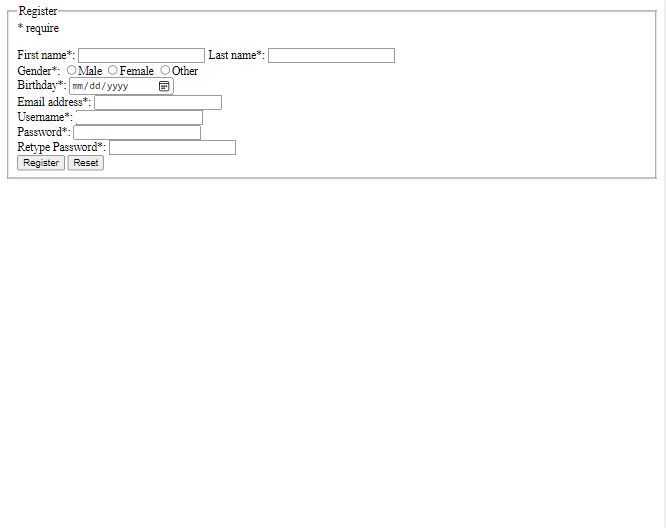 Register
* require
First name*: Last name*:
Gender*: Male Female Other
Birthday*: mm/dd/yyyy
Email address*:
Username*:
Password*:
Retype Password*:
Register Reset